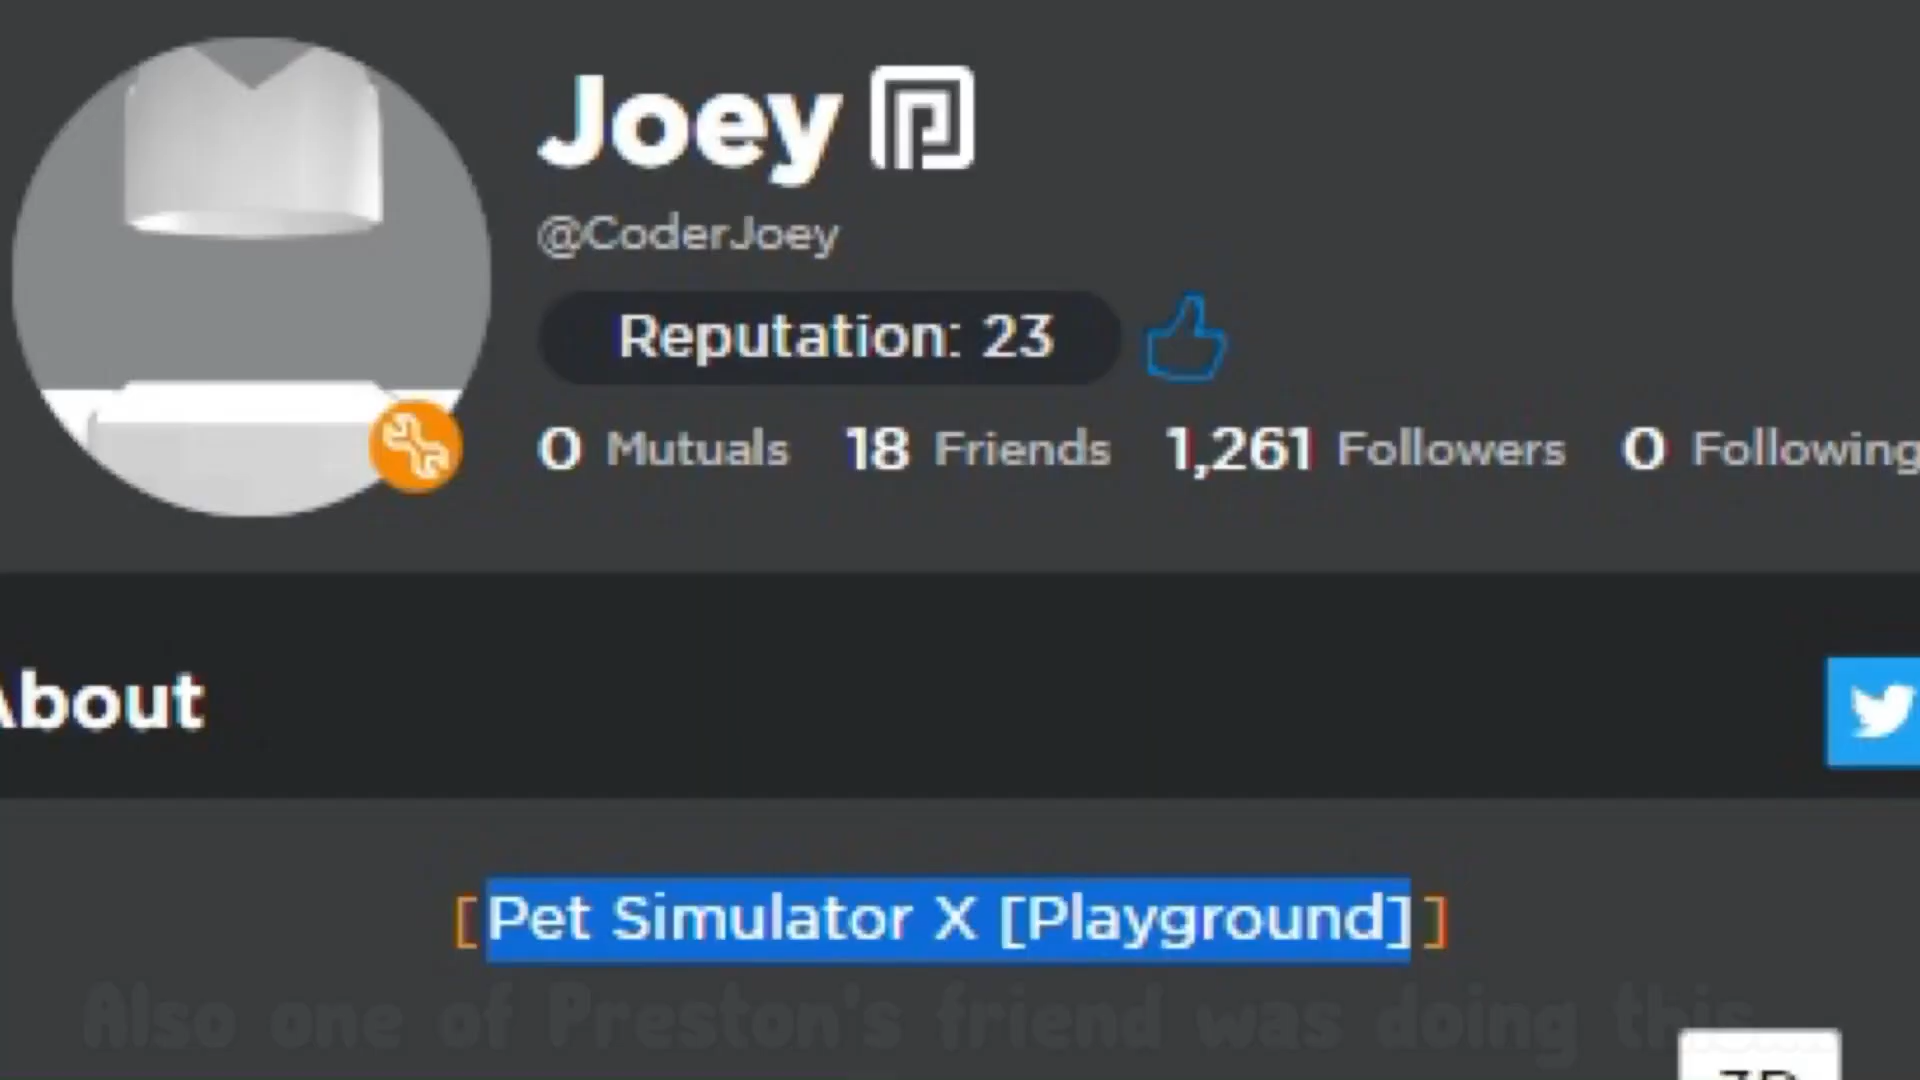 Joey
@CoderJoey
Reputation: 23
0 Mutuals 18 Friends 1,261 Followers 0 Following
About
[ Pet Simulator X [Playground] ]
Also one of Preston's friend was doing this...
3D